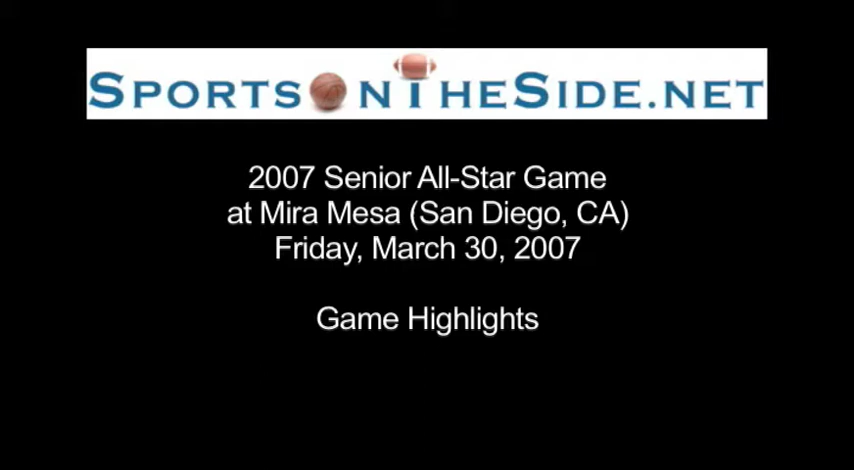 SPORTSONTHESIDE.NET
2007 Senior All-Star Game
at Mira Mesa (San Diego, CA)
Friday, March 30, 2007
Game Highlights